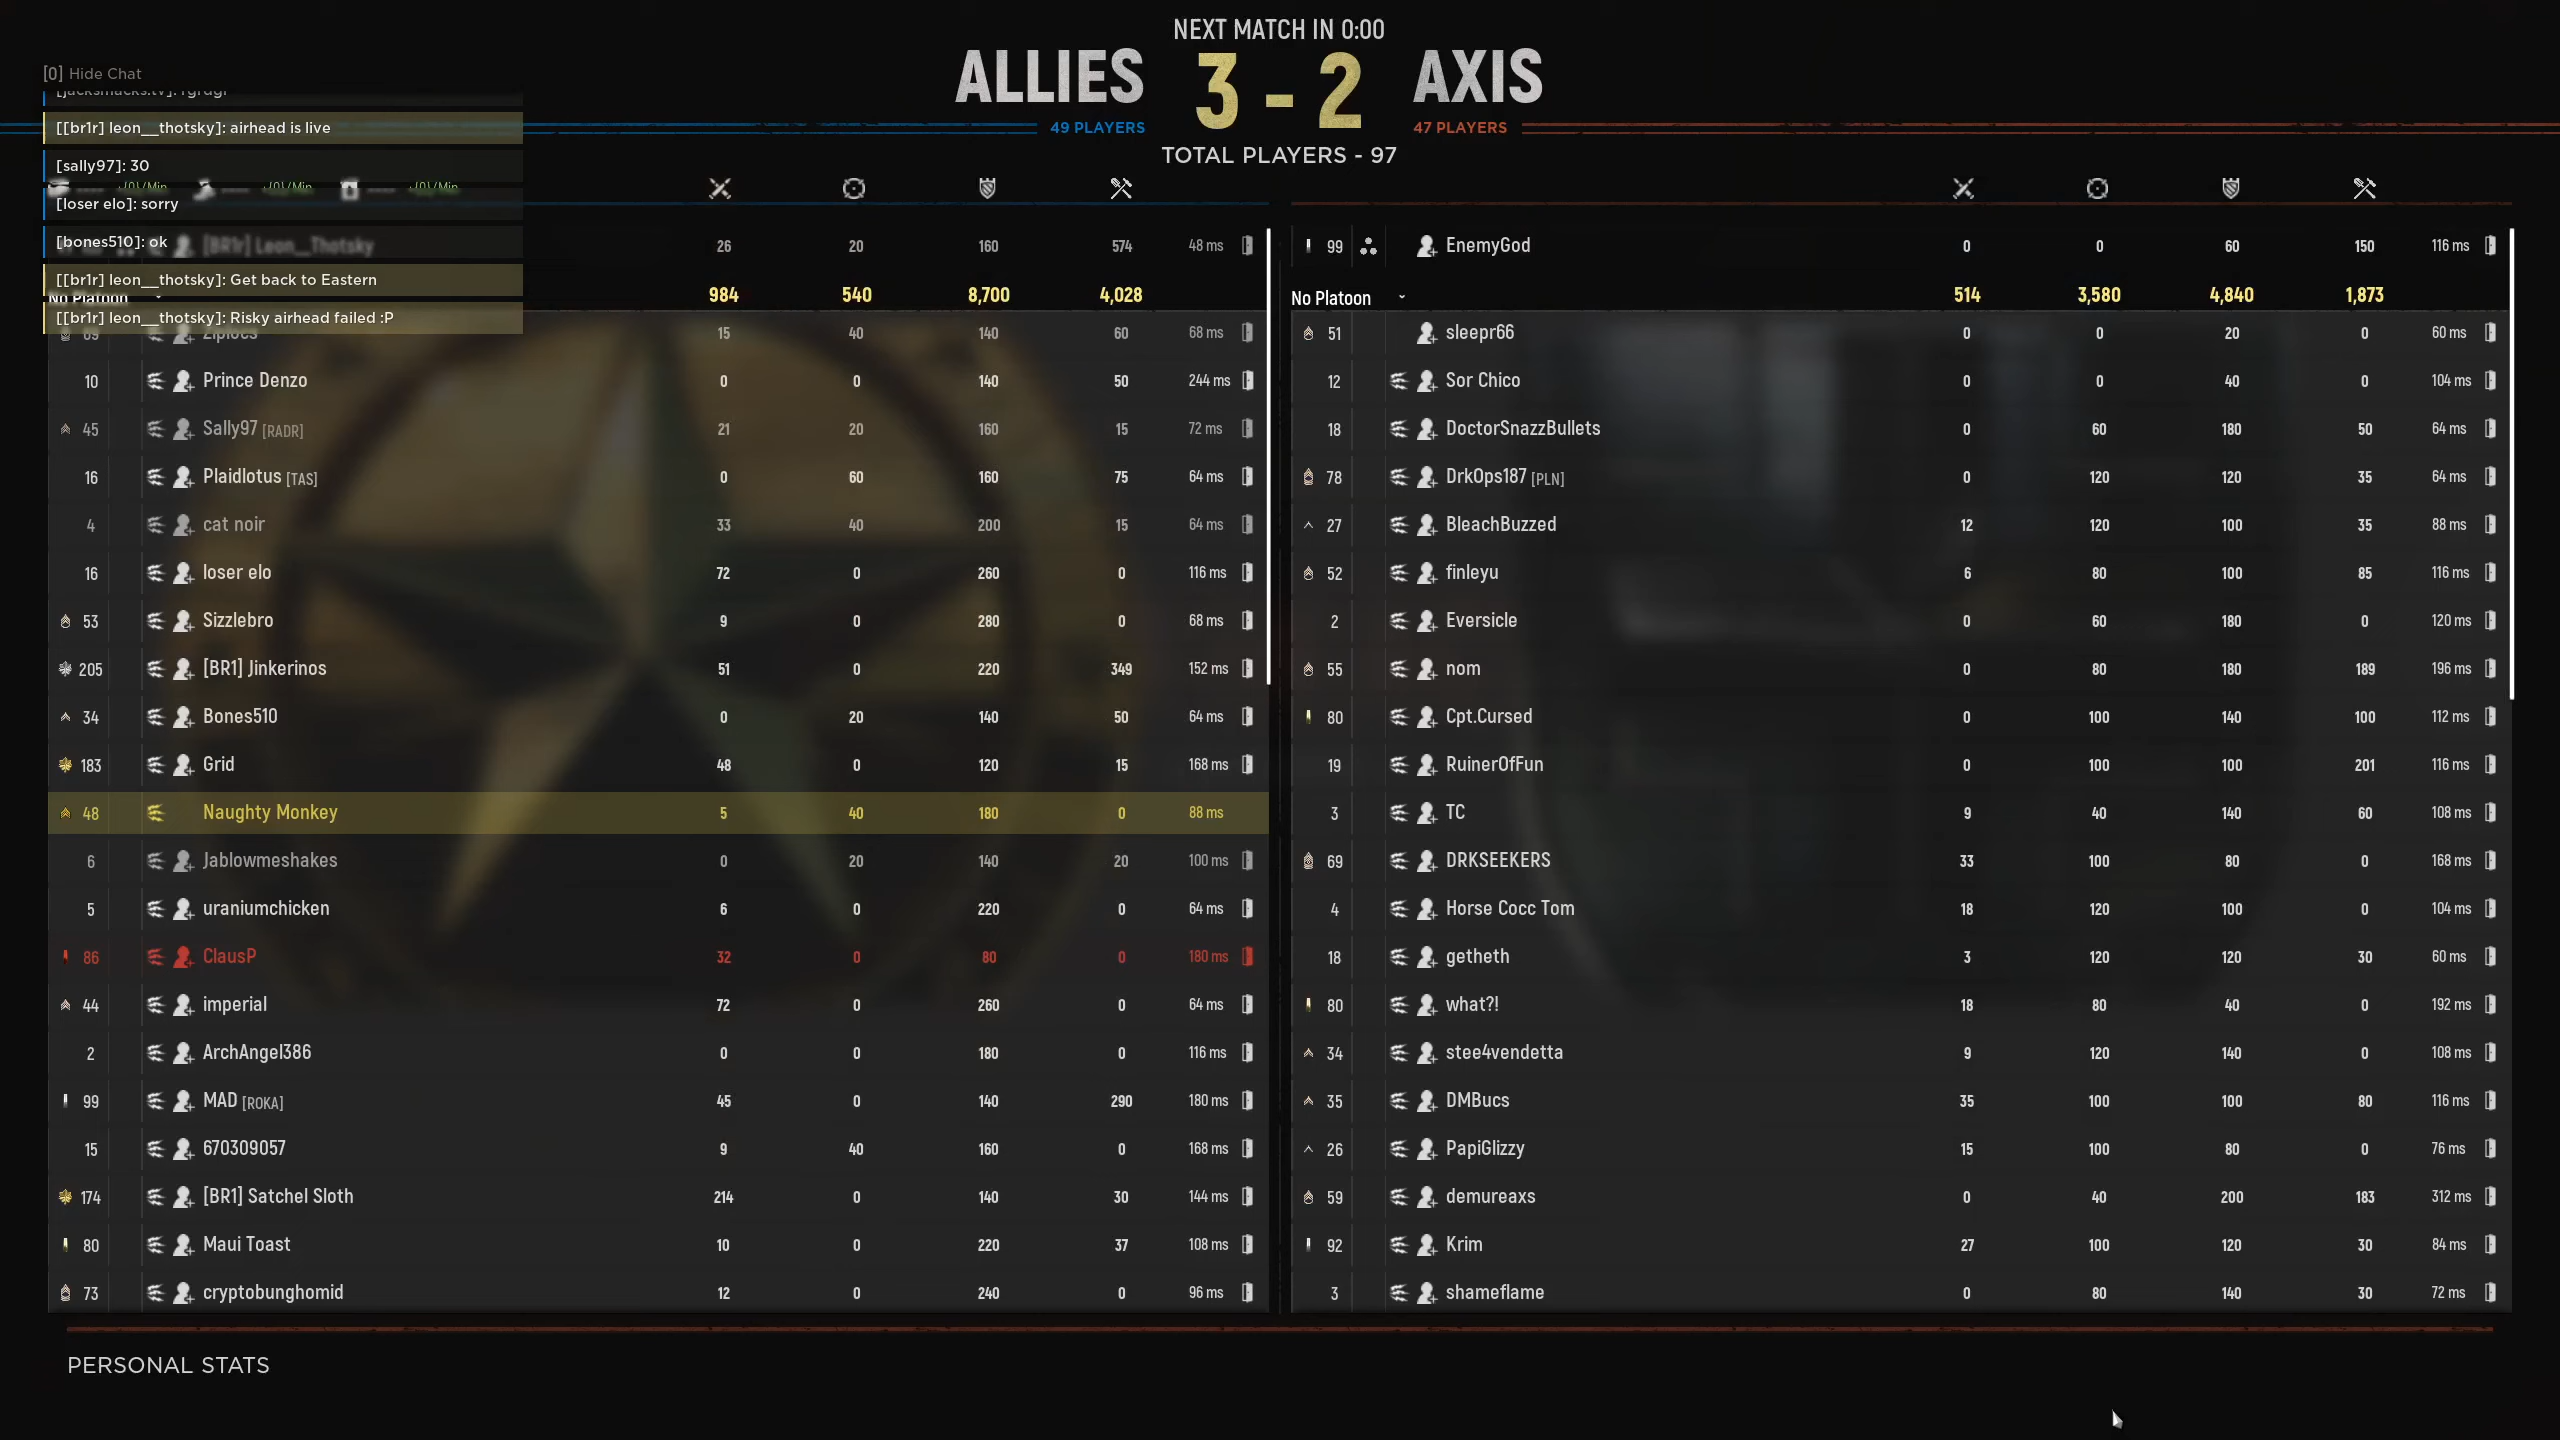 NEXT MATCH IN 0:00
ALLIES 3 - 2 AXIS
49 PLAYERS
47 PLAYERS
TOTAL PLAYERS - 97
[O] Hide Chat
[[br1r] leon__thotsky]: airhead is live
[sally97]: 30
[loser elo]: sorry
[bones510]: ok
[[br1r] leon__thotsky]: Get back to Eastern
[[br1r] leon__thotsky]: Risky airhead failed :P
[BR1r] Leon__Thotsky 26 20 160 574 48 ms
No Platoon 984 540 8,700 4,028
69 Ziplocs 15 40 140 60 68 ms
10 Prince Denzo 0 0 140 50 244 ms
45 Sally97 [RADR] 21 20 160 15 72 ms
16 Plaidlotus [TAS] 0 60 160 75 64 ms
4 cat noir 33 40 200 15 64 ms
16 loser elo 72 0 260 0 116 ms
53 Sizzlebro 9 0 280 0 68 ms
205 [BR1] Jinkerinos 51 0 220 349 152 ms
34 Bones510 0 20 140 50 64 ms
183 Grid 48 0 120 15 168 ms
48 Naughty Monkey 5 40 180 0 88 ms
6 Jablowmeshakes 0 20 140 20 100 ms
5 uraniumchicken 6 0 220 0 64 ms
86 ClausP 32 0 80 0 180 ms
44 imperial 72 0 260 0 64 ms
2 ArchAngel386 0 0 180 0 116 ms
99 MAD [ROKA] 45 0 140 290 180 ms
15 670309057 9 40 160 0 168 ms
174 [BR1] Satchel Sloth 214 0 140 30 144 ms
80 Maui Toast 10 0 220 37 108 ms
73 cryptobunghomid 12 0 240 0 96 ms
99 EnemyGod 0 0 60 150 116 ms
No Platoon 514 3,580 4,840 1,873
51 sleepr66 0 0 20 0 60 ms
12 Sor Chico 0 0 40 0 104 ms
18 DoctorSnazzBullets 0 60 180 50 64 ms
78 DrkOps187 [PLN] 0 120 120 35 64 ms
27 BleachBuzzed 12 120 100 35 88 ms
52 finleyu 6 80 100 85 116 ms
2 Eversicle 0 60 180 0 120 ms
55 nom 0 80 180 189 196 ms
80 Cpt.Cursed 0 100 140 100 112 ms
19 RuinerOfFun 0 100 100 201 116 ms
3 TC 9 40 140 60 108 ms
69 DRKSEEKERS 33 100 80 0 168 ms
4 Horse Cocc Tom 18 120 100 0 104 ms
18 getheth 3 120 120 30 60 ms
80 what?! 18 80 40 0 192 ms
34 stee4vendetta 9 120 140 0 108 ms
35 DMBucs 35 100 100 80 116 ms
26 PapiGlizzy 15 100 80 0 76 ms
59 demureaxs 0 40 200 183 312 ms
92 Krim 27 100 120 30 84 ms
3 shameflame 0 80 140 30 72 ms
PERSONAL STATS